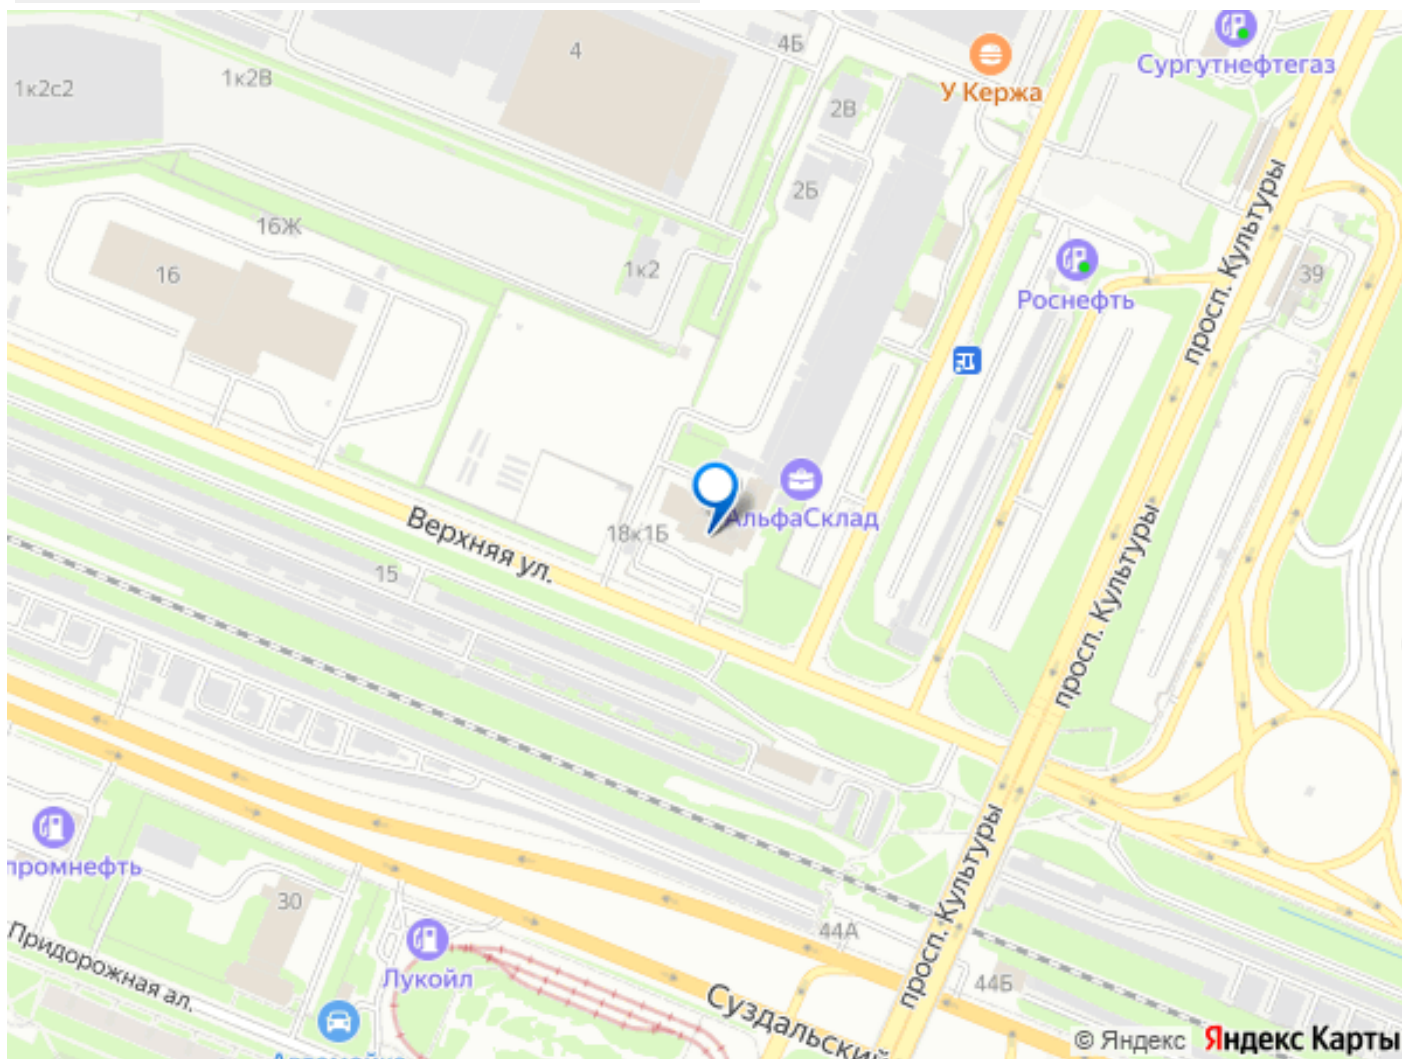 4
4Б
Сургутнефтегаз
1к2В
1к2с2
У Кержа
2В
2Б
просп. Культуры
16Ж
16
1к2
39
Роснефть
АльфаСклад
18к1Б
Верхняя ул.
15
просп. Культуры
промнефть
просп. Культуры
30
44А
Придорожная ал.
Лукойл
44Б
Суздальский
© Яндекс Яндекс Карты
Автомойка